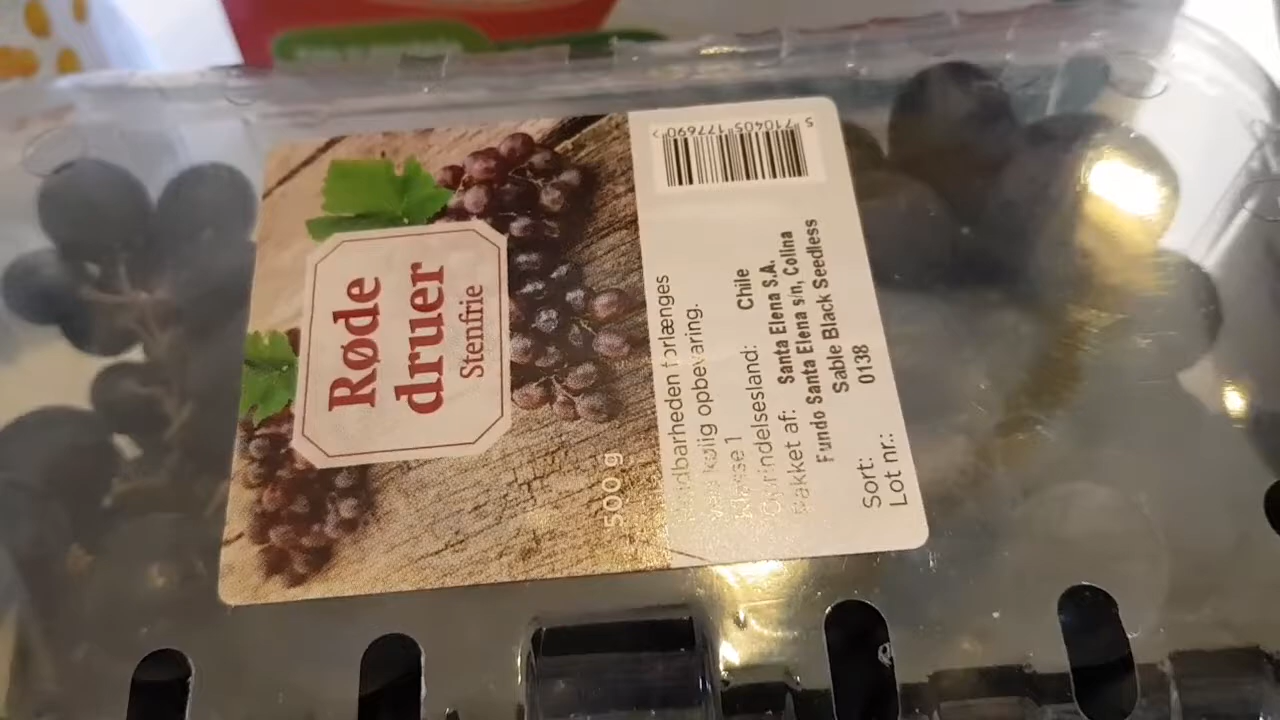 Røde
druer
Stenfrie
500 g
5 710405 177690 >
forlænges
ved kølig opbevaring.
Klasse 1
Oprindelsesland: Chile
Pakket af: Santa Elena S.A.
Fundo Santa Elena s/n, Colina
Sort: Sable Black Seedless
Lot nr.: 0138